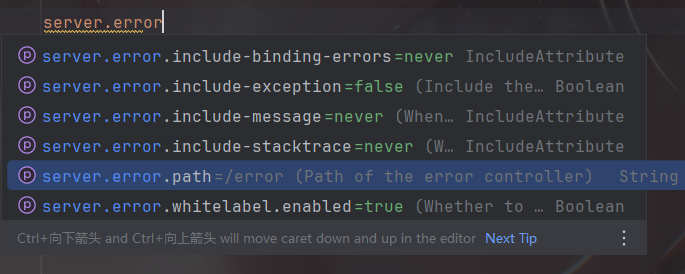 server.error
server.error.include-binding-errors=never IncludeAttribute
server.error.include-exception=false (Include the… Boolean
server.error.include-message=never (When… IncludeAttribute
server.error.include-stacktrace=never (W… IncludeAttribute
server.error.path=/error (Path of the error controller) String
server.error.whitelabel.enabled=true (Whether to … Boolean
Ctrl+向下箭头 and Ctrl+向上箭头 will move caret down and up in the editor Next Tip